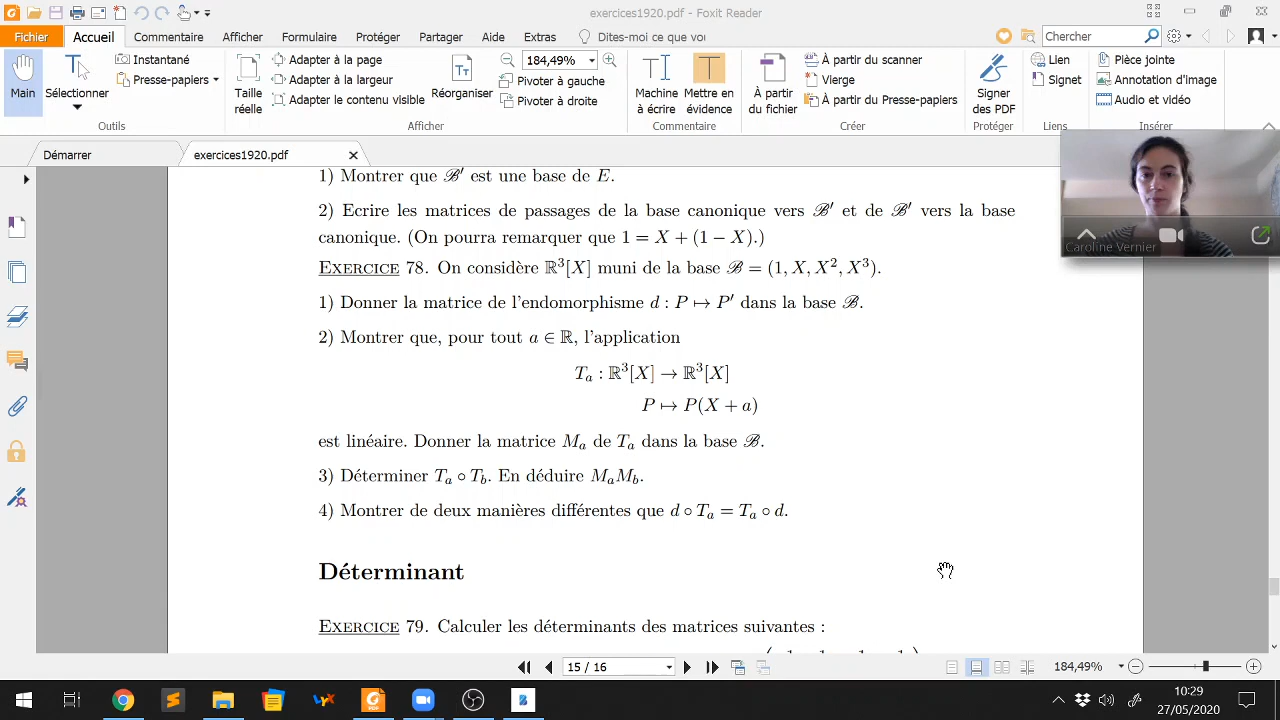 exercices1920.pdf - Foxit Reader
Fichier Accueil Commentaire Afficher Formulaire Protéger Partager Aide Extras Dites-moi ce que vo Chercher
Main
Sélectionner
Instantané
Presse-papiers
Outils
Taille réelle
Adapter à la page
Adapter à la largeur
Adapter le contenu visible
Réorganiser
184,49%
Pivoter à gauche
Pivoter à droite
Afficher
Machine à écrire
Mettre en évidence
Commentaire
À partir du fichier
À partir du scanner
Vierge
À partir du Presse-papiers
Créer
Signer des PDF
Protéger
Lien
Signet
Liens
Pièce jointe
Annotation d'image
Audio et vidéo
Insérer
Démarrer exercices1920.pdf
Caroline Vernier
1) Montrer que ℬ′ est une base de E.
2) Ecrire les matrices de passages de la base canonique vers ℬ′ et de ℬ′ vers la base
canonique. (On pourra remarquer que 1 = X + (1 − X).)
EXERCICE 78. On considère ℝ³[X] muni de la base ℬ = (1, X, X², X³).
1) Donner la matrice de l'endomorphisme d : P ↦ P′ dans la base ℬ.
2) Montrer que, pour tout a ∈ ℝ, l'application
Tₐ : ℝ³[X] → ℝ³[X]
P ↦ P(X + a)
est linéaire. Donner la matrice Mₐ de Tₐ dans la base ℬ.
3) Déterminer Tₐ ∘ T_b. En déduire MₐM_b.
4) Montrer de deux manières différentes que d ∘ Tₐ = Tₐ ∘ d.
Déterminant
EXERCICE 79. Calculer les déterminants des matrices suivantes :
15 / 16
184,49%
10:29
27/05/2020